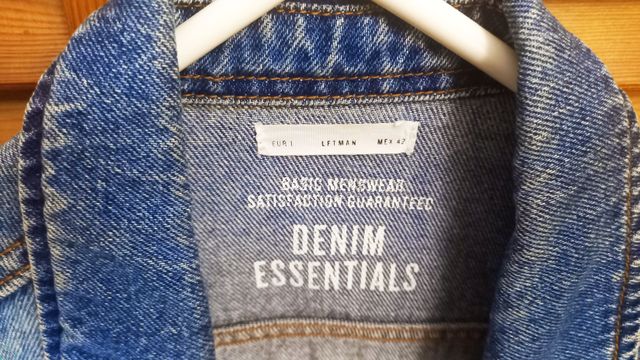 EUR L LFTMAN MEX 42
BASIC MENSWEAR
SATISFACTION GUARANTEED
DENIM
ESSENTIALS